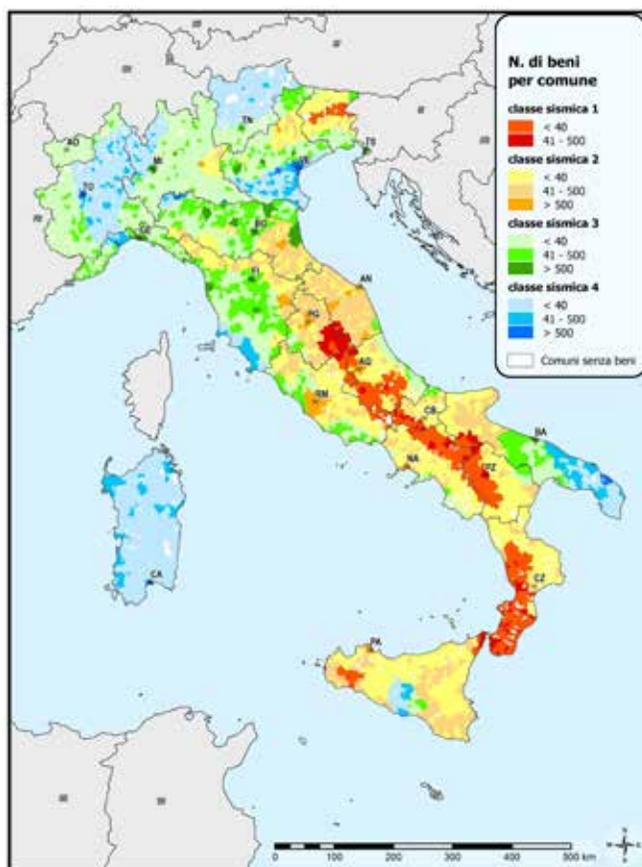 N. di beni
per comune
classe sismica 1
< 40
41 - 500
classe sismica 2
< 40
41 - 500
> 500
classe sismica 3
< 40
41 - 500
> 500
classe sismica 4
< 40
41 - 500
> 500
Comuni senza beni
TN
AO
TS
MI
VE
TO
GE
BO
FI
AN
PG
AQ
RM
CB
BA
NA
PZ
CA
CZ
PA
0 100 200 300 400 500 km